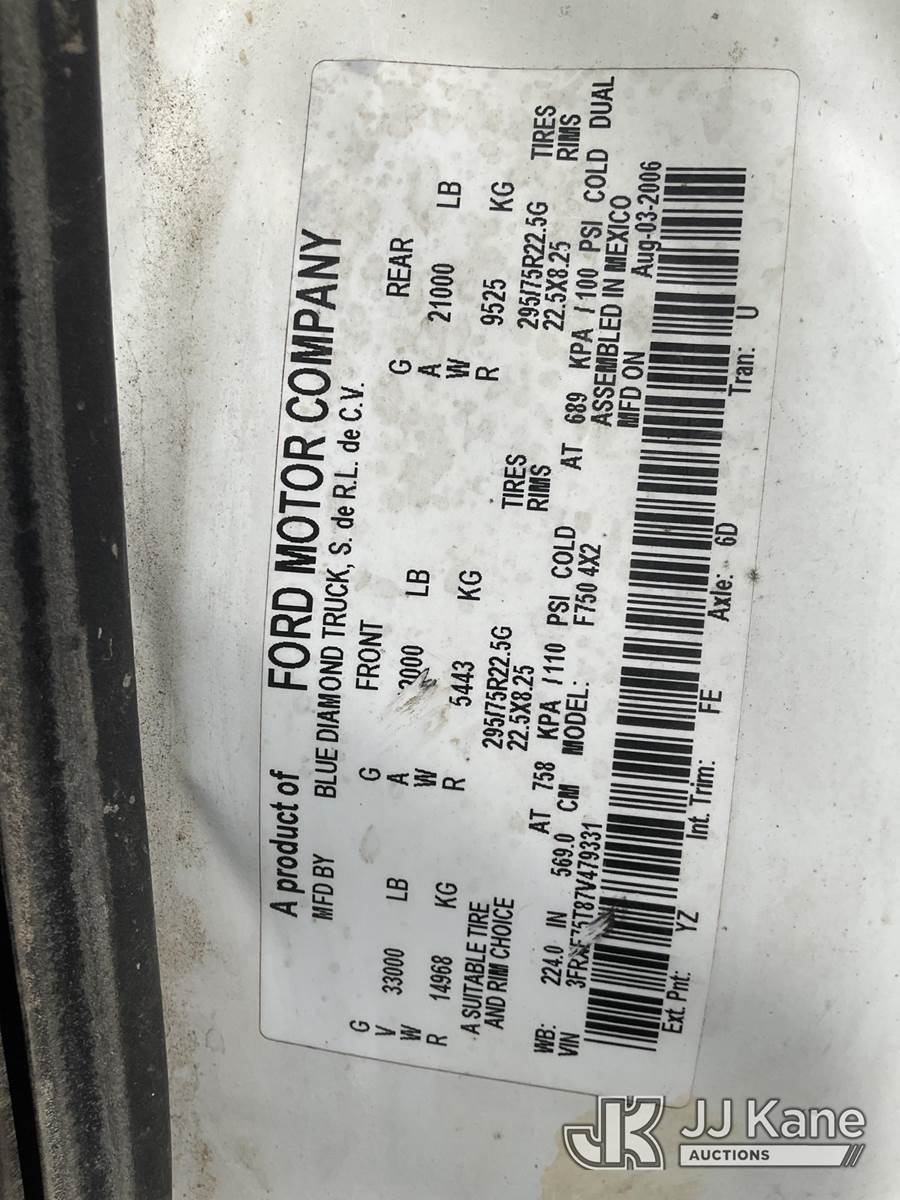 A product of FORD MOTOR COMPANY
MFD BY BLUE DIAMOND TRUCK, S. de R.L. de C.V.
GVWR 33000 LB
14968 KG
GAWR FRONT
LB
5443 KG
GAWR REAR
21000 LB
9525 KG
A SUITABLE TIRE AND RIM CHOICE
295/75R22.5G TIRES
22.5X8.25 RIMS
AT 758 KPA / 110 PSI COLD
295/75R22.5G TIRES
22.5X8.25 RIMS
AT 689 KPA / 100 PSI COLD DUAL
WB: 224.0 IN 569.0 CM MODEL: F750 4X2
ASSEMBLED IN MEXICO
VIN
MFD ON Aug-03-2006
Ext. Pnt: YZ Int. Trim: FE Axle: 6D Tran: U
JJK
JJ Kane
AUCTIONS